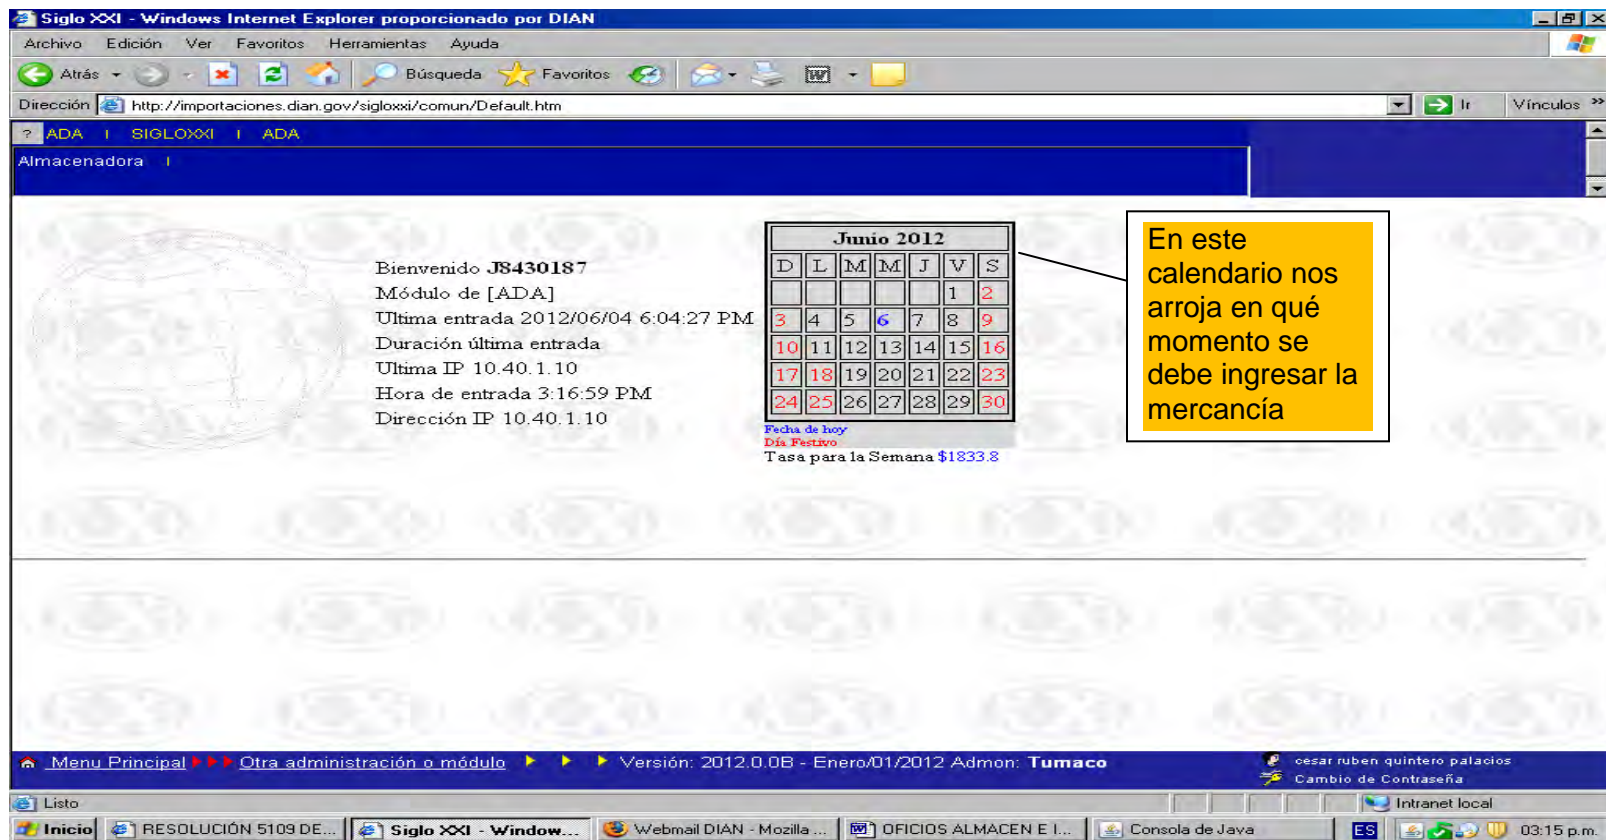 Siglo XXI - Windows Internet Explorer proporcionado por DIAN
Archivo Edición Ver Favoritos Herramientas Ayuda
Atrás Búsqueda Favoritos
Dirección http://importaciones.dian.gov/sigloxxi/comun/Default.htm Ir Vínculos »
? ADA | SIGLOXXI | ADA
Almacenadora |
Bienvenido J8430187
Módulo de [ADA]
Ultima entrada 2012/06/04 6:04:27 PM
Duración última entrada
Ultima IP 10.40.1.10
Hora de entrada 3:16:59 PM
Dirección IP 10.40.1.10
Junio 2012
D L M M J V S
1 2
3 4 5 6 7 8 9
10 11 12 13 14 15 16
17 18 19 20 21 22 23
24 25 26 27 28 29 30
Fecha de hoy
Día Festivo
Tasa para la Semana $1833.8
En este
calendario nos
arroja en qué
momento se
debe ingresar la
mercancía
Menu Principal Otra administración o módulo Versión: 2012.0.0B - Enero/01/2012 Admon: Tumaco
cesar ruben quintero palacios
Cambio de Contraseña
Listo Intranet local
Inicio RESOLUCIÓN 5109 DE... Siglo XXI - Window... Webmail DIAN - Mozilla ... OFICIOS ALMACEN E I... Consola de Java ES 03:15 p.m.